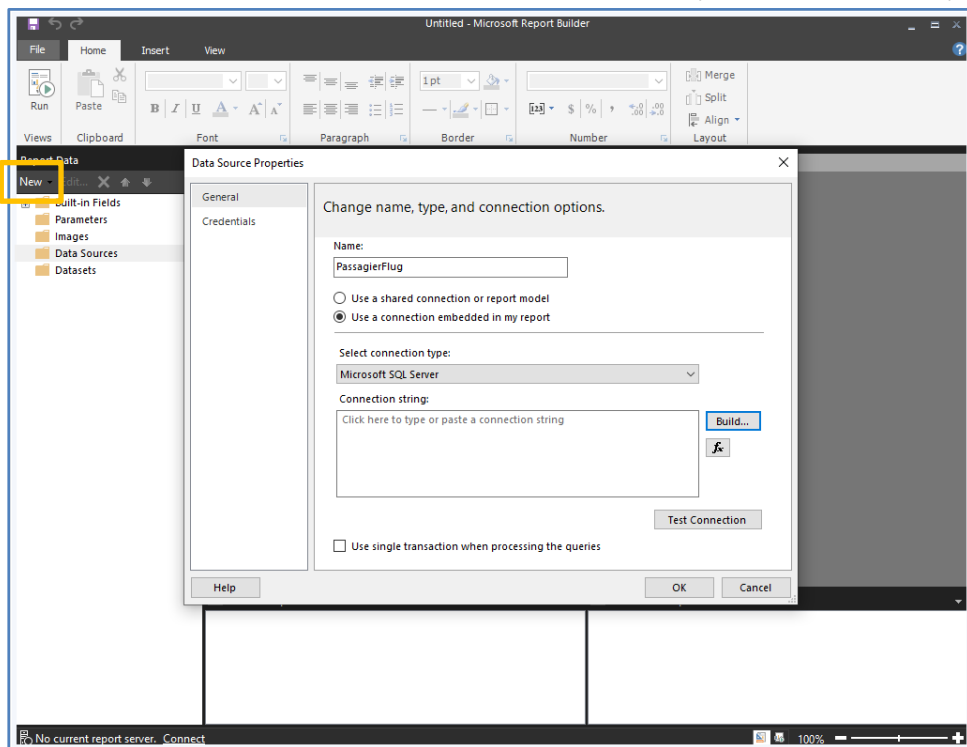 Untitled - Microsoft Report Builder
File Home Insert View
Run Paste 1 pt Merge
B I U A A A [123] $ % , Split
Align
Views Clipboard Font Paragraph Border Number Layout
Report Data
New Edit...
Built-in Fields
Parameters
Images
Data Sources
Datasets
Data Source Properties
General
Credentials
Change name, type, and connection options.
Name:
PassagierFlug
Use a shared connection or report model
Use a connection embedded in my report
Select connection type:
Microsoft SQL Server
Connection string:
Click here to type or paste a connection string
Build...
fx
Test Connection
Use single transaction when processing the queries
Help OK Cancel
No current report server. Connect 100%